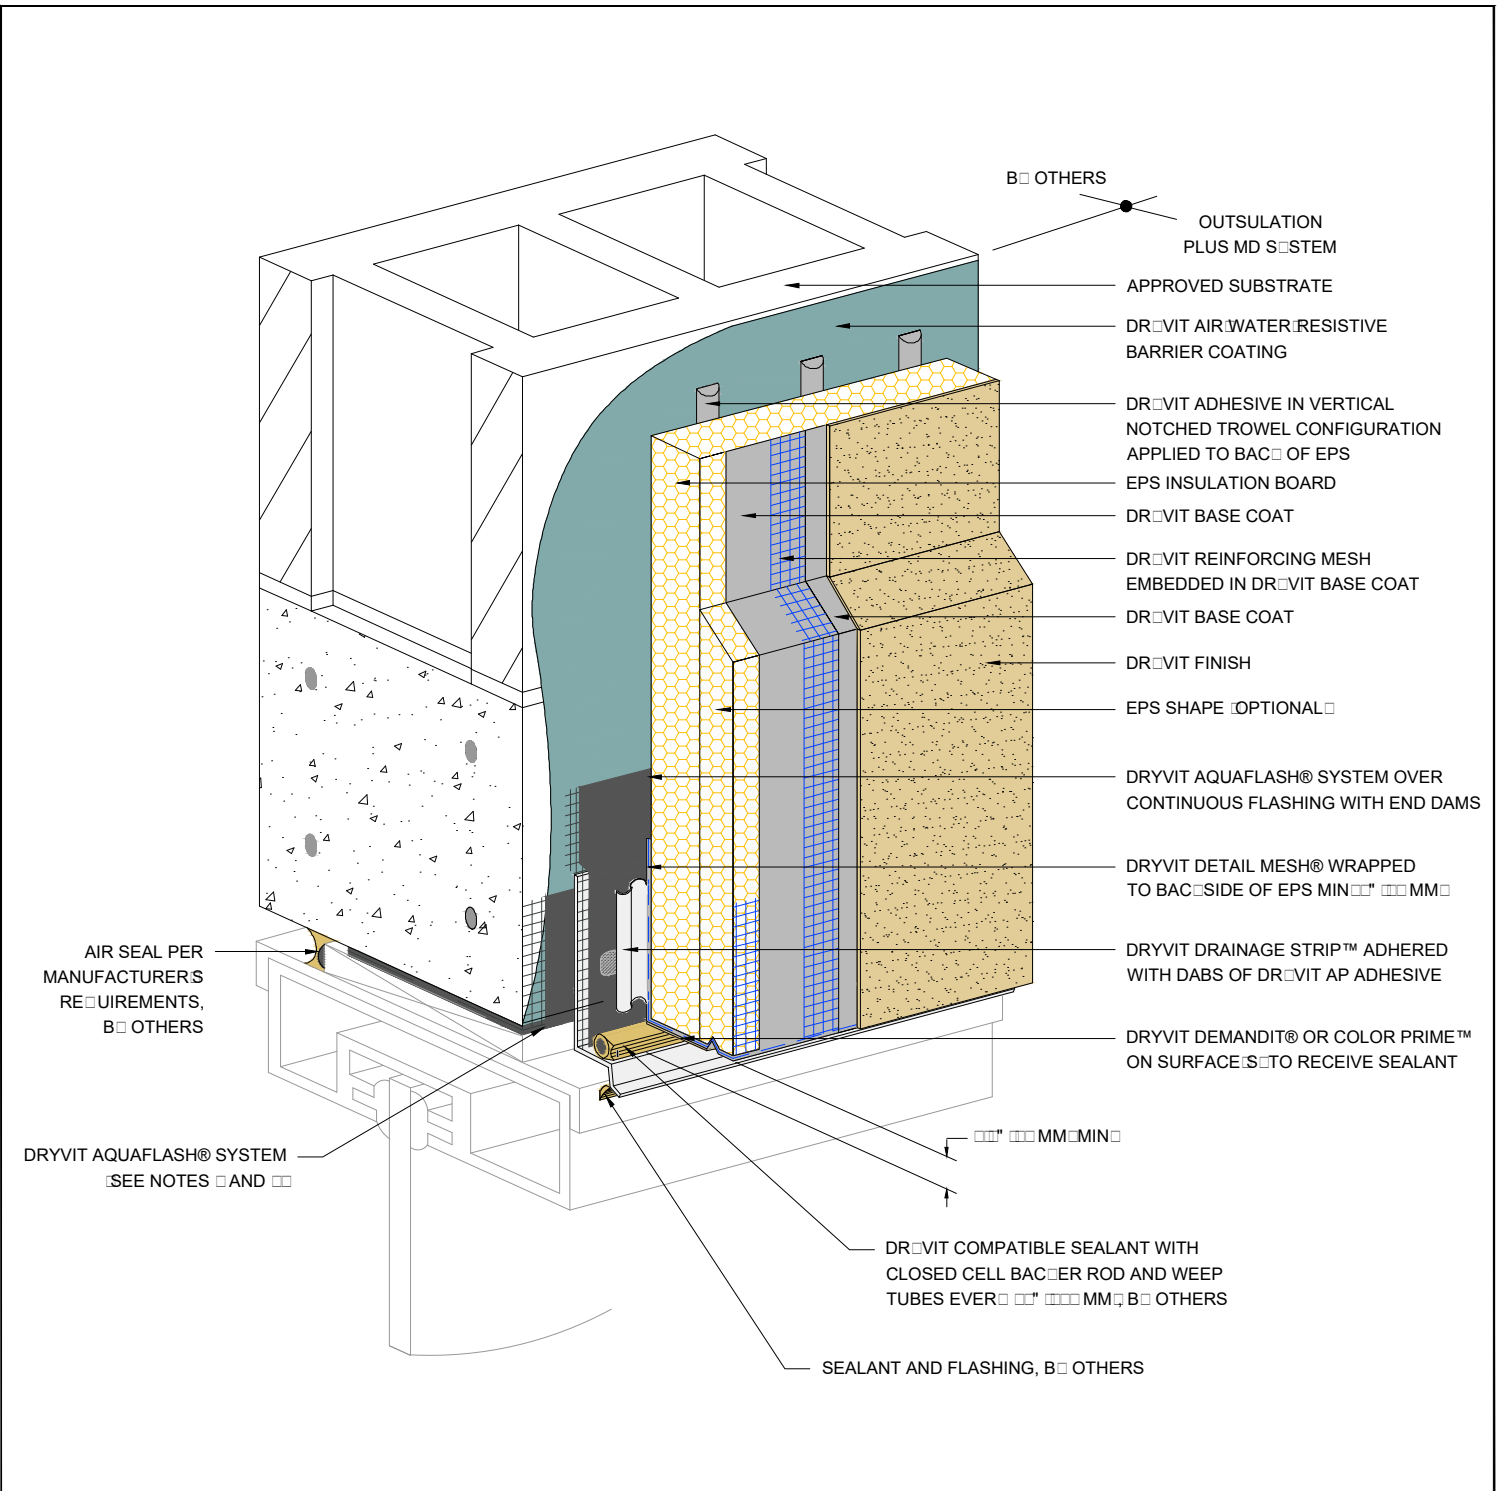 B□ OTHERS
OUTSULATION
PLUS MD S□STEM
APPROVED SUBSTRATE
DR□VIT AIR□WATER□RESISTIVE
BARRIER COATING
DR□VIT ADHESIVE IN VERTICAL
NOTCHED TROWEL CONFIGURATION
APPLIED TO BAC□ OF EPS
EPS INSULATION BOARD
DR□VIT BASE COAT
DR□VIT REINFORCING MESH
EMBEDDED IN DR□VIT BASE COAT
DR□VIT BASE COAT
DR□VIT FINISH
EPS SHAPE □OPTIONAL□
DRYVIT AQUAFLASH® SYSTEM OVER
CONTINUOUS FLASHING WITH END DAMS
DRYVIT DETAIL MESH® WRAPPED
TO BAC□SIDE OF EPS MIN□□" □□□ MM□
DRYVIT DRAINAGE STRIP™ ADHERED
WITH DABS OF DR□VIT AP ADHESIVE
DRYVIT DEMANDIT® OR COLOR PRIME™
ON SURFACE□S□TO RECEIVE SEALANT
□□□" □□□ MM□MIN□
AIR SEAL PER
MANUFACTURER□S
RE□UIREMENTS,
B□ OTHERS
DRYVIT AQUAFLASH® SYSTEM
□SEE NOTES □ AND □□
DR□VIT COMPATIBLE SEALANT WITH
CLOSED CELL BAC□ER ROD AND WEEP
TUBES EVER□ □□" □□□□ MM□, B□ OTHERS
SEALANT AND FLASHING, B□ OTHERS